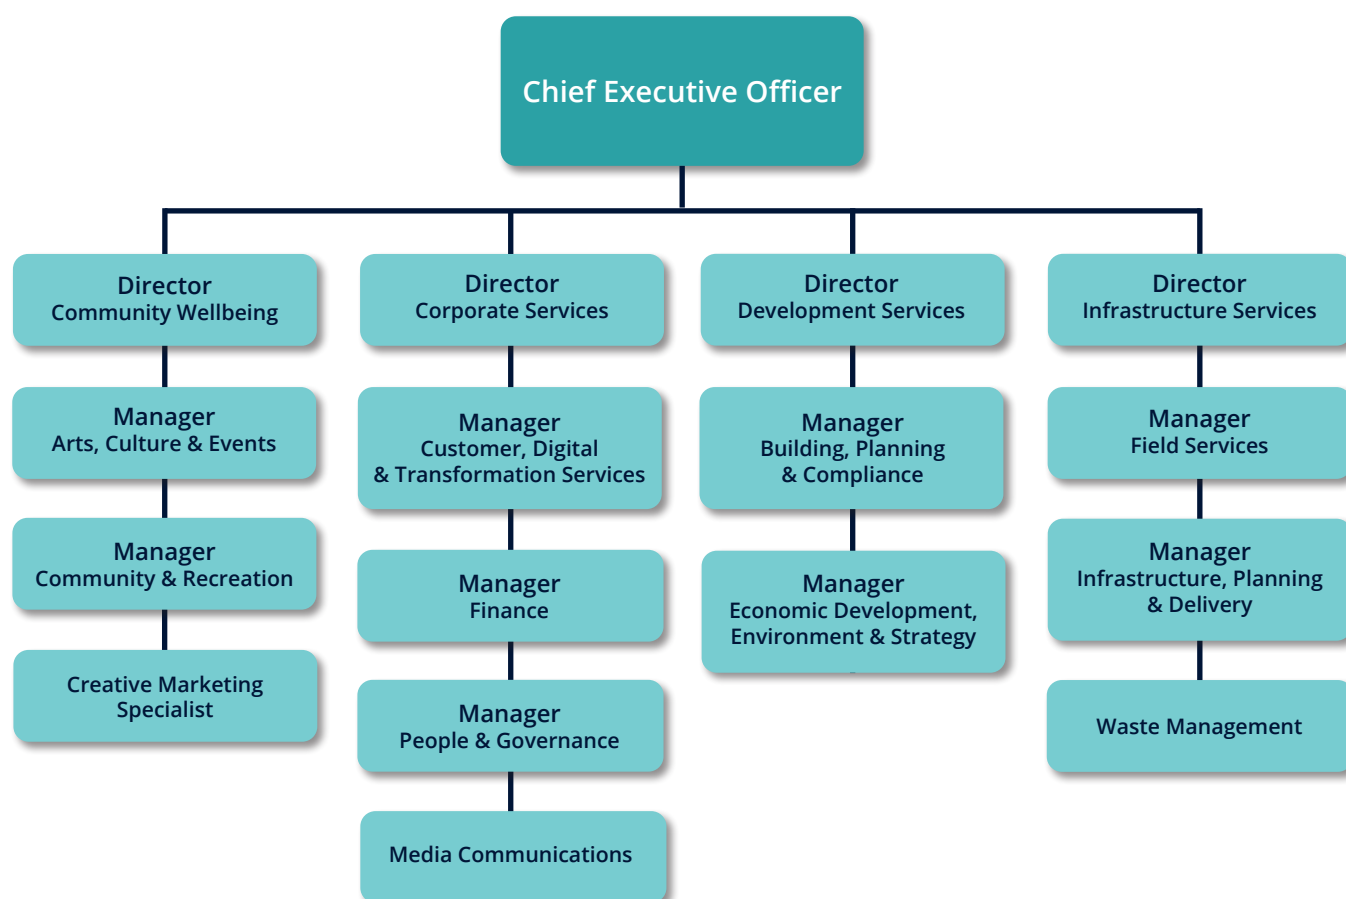 Chief Executive Officer
Director
Community Wellbeing
Manager
Arts, Culture & Events
Manager
Community & Recreation
Creative Marketing
Specialist
Director
Corporate Services
Manager
Customer, Digital
& Transformation Services
Manager
Finance
Manager
People & Governance
Media Communications
Director
Development Services
Manager
Building, Planning
& Compliance
Manager
Economic Development,
Environment & Strategy
Director
Infrastructure Services
Manager
Field Services
Manager
Infrastructure, Planning
& Delivery
Waste Management